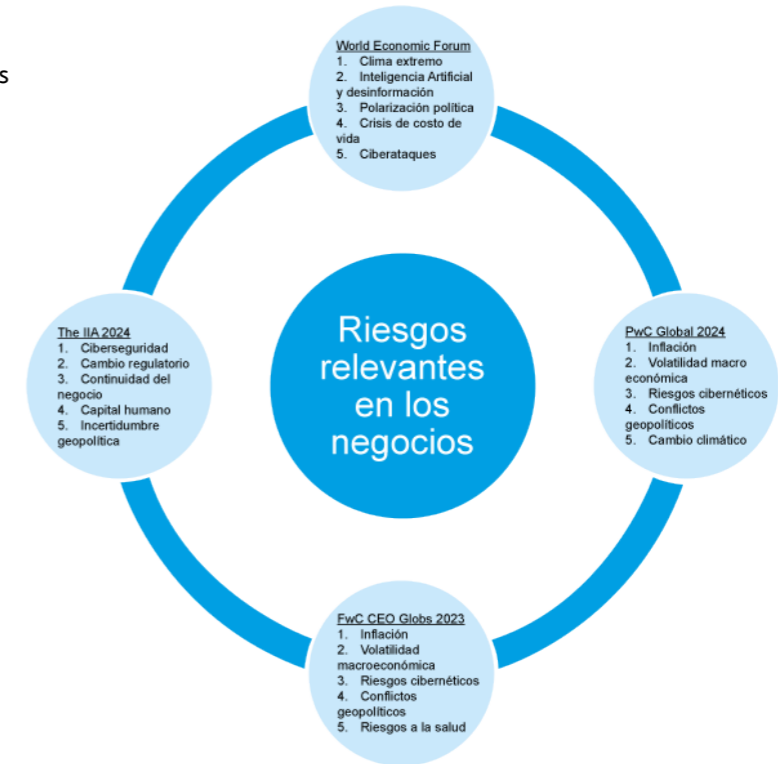 s
World Economic Forum
1. Clima extremo
2. Inteligencia Artificial
y desinformación
3. Polarización política
4. Crisis de costo de
vida
5. Ciberataques
The IIA 2024
1. Ciberseguridad
2. Cambio regulatorio
3. Continuidad del
negocio
4. Capital humano
5. Incertidumbre
geopolítica
Riesgos
relevantes
en los
negocios
PwC Global 2024
1. Inflación
2. Volatilidad macro
económica
3. Riesgos cibernéticos
4. Conflictos
geopolíticos
5. Cambio climático
FwC CEO Globs 2023
1. Inflación
2. Volatilidad
macroeconómica
3. Riesgos cibernéticos
4. Conflictos
geopolíticos
5. Riesgos a la salud